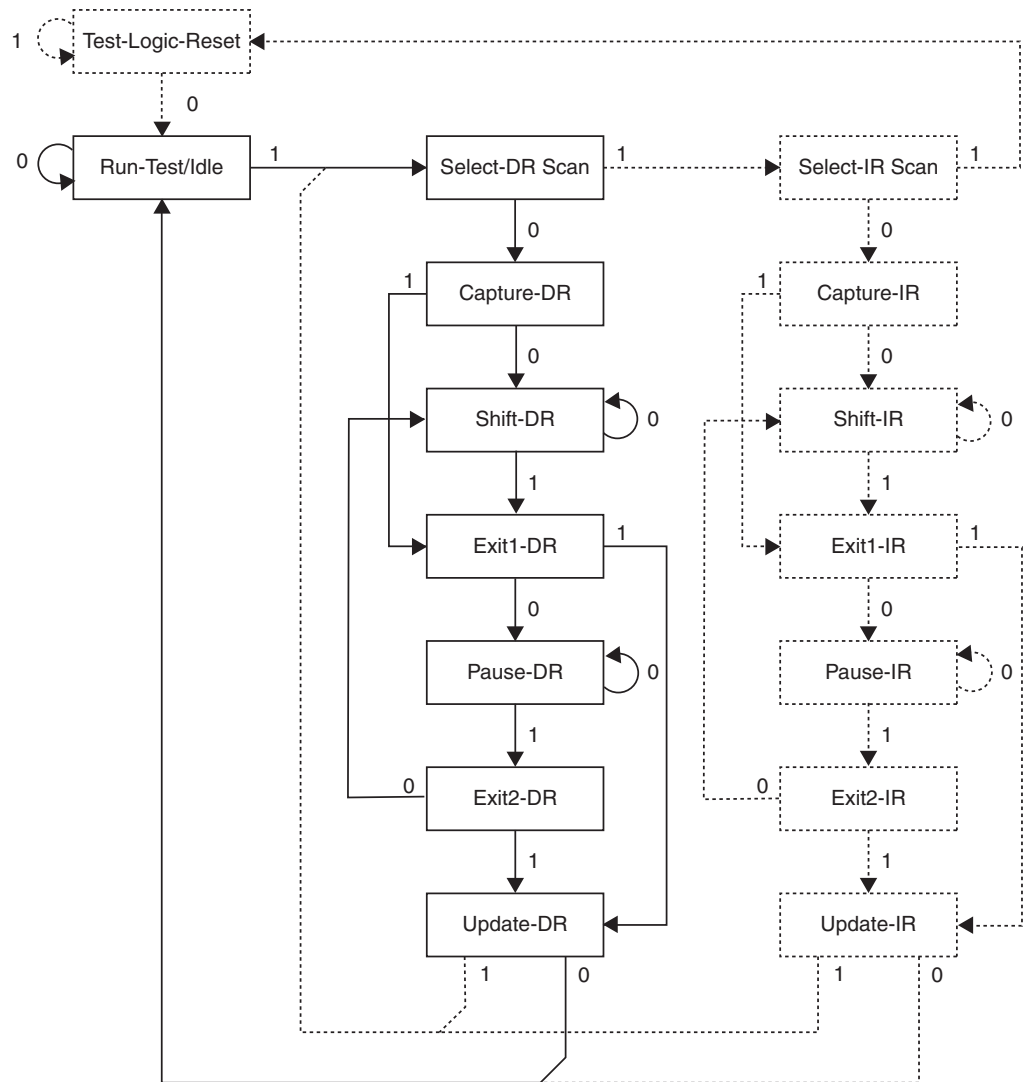 1
Test-Logic-Reset
0
0
Run-Test/Idle
1
Select-DR Scan
1
Select-IR Scan
1
0
0
1
Capture-DR
1
Capture-IR
0
0
Shift-DR
0
Shift-IR
0
1
1
Exit1-DR
1
Exit1-IR
1
0
0
Pause-DR
0
Pause-IR
0
1
1
0
Exit2-DR
0
Exit2-IR
1
1
Update-DR
Update-IR
1
0
1
0